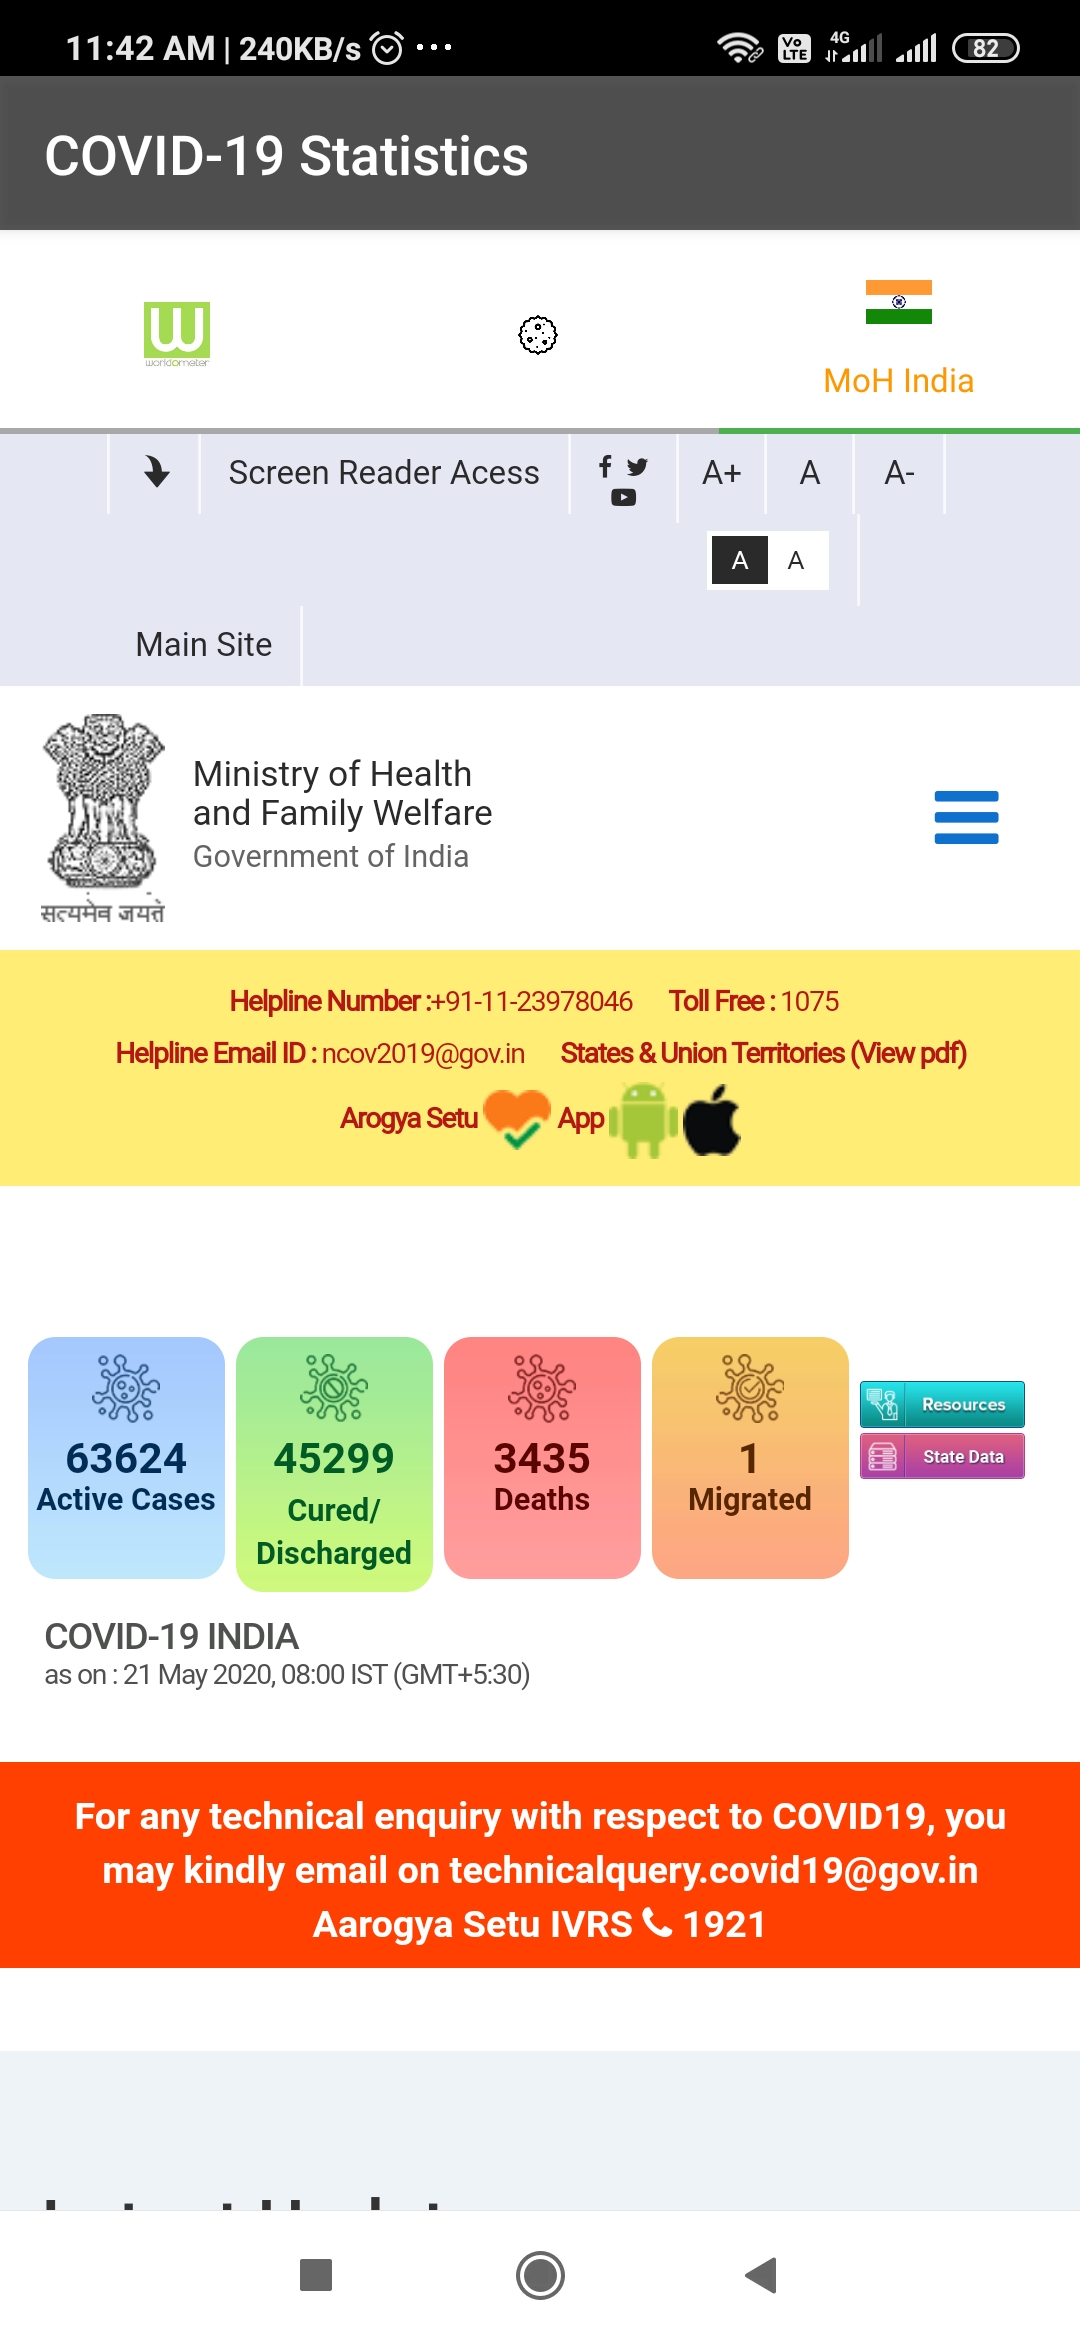 11:42 AM | 240KB/s
Vo LTE
4G
82
COVID-19 Statistics
W
worldometer
MoH India
Screen Reader Acess
A+
A
A-
A
A
Main Site
Ministry of Health
and Family Welfare
Government of India
सत्यमेव जयते
Helpline Number :+91-11-23978046 Toll Free : 1075
Helpline Email ID : ncov2019@gov.in States & Union Territories (View pdf)
Arogya Setu App
63624
Active Cases
45299
Cured/
Discharged
3435
Deaths
1
Migrated
Resources
State Data
COVID-19 INDIA
as on : 21 May 2020, 08:00 IST (GMT+5:30)
For any technical enquiry with respect to COVID19, you
may kindly email on technicalquery.covid19@gov.in
Aarogya Setu IVRS 1921